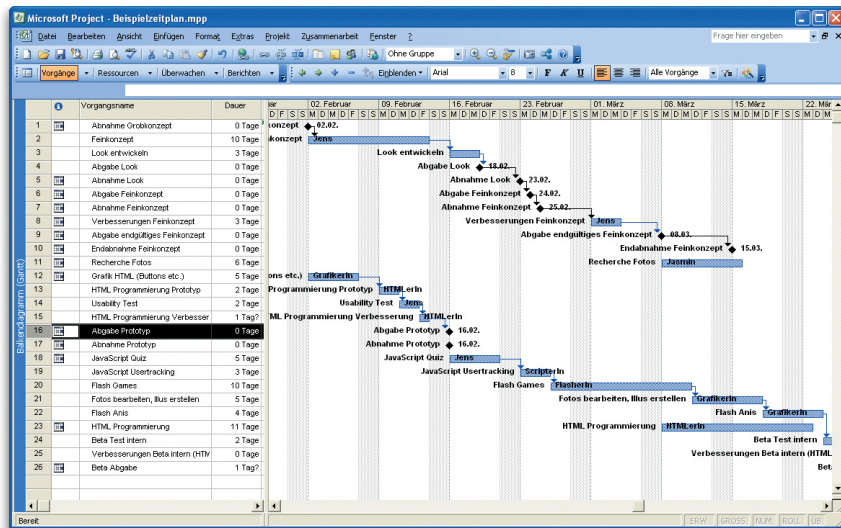 Microsoft Project - Beispielzeitplan.mpp
Datei Bearbeiten Ansicht Einfügen Format Extras Projekt Zusammenarbeit Fenster ? Frage hier eingeben
Ohne Gruppe
Vorgänge Ressourcen Überwachen Berichten Einblenden Arial 8 F K U Alle Vorgänge
Vorgangsname Dauer 02. Februar 09. Februar 16. Februar 23. Februar 01. März 08. März 15. März 22. Mär
D F S S M D M D F S S M D M D F S S M D M D F S S M D M D F S S M D M D F S S M D M D F S S M D M D F S S M D M
1 Abnahme Grobkonzept 0 Tage konzept 02.02.
2 Feinkonzept 10 Tage nkonzept Jens
3 Look entwickeln 3 Tage Look entwickeln
4 Abgabe Look 0 Tage Abgabe Look 18.02.
5 Abnahme Look 0 Tage Abnahme Look 23.02.
6 Abgabe Feinkonzept 0 Tage Abgabe Feinkonzept 24.02.
7 Abnahme Feinkonzept 0 Tage Abnahme Feinkonzept 25.02.
8 Verbesserungen Feinkonzept 3 Tage Verbesserungen Feinkonzept Jens
9 Abgabe endgültiges Feinkonzept 0 Tage Abgabe endgültiges Feinkonzept 08.03.
10 Endabnahme Feinkonzept 0 Tage Endabnahme Feinkonzept 15.03.
11 Recherche Fotos 6 Tage Recherche Fotos Jasmin
12 Grafik HTML (Buttons etc.) 5 Tage ons etc.) GrafikerIn
13 HTML Programmierung Prototyp 2 Tage Programmierung Prototyp HTMLerIn
14 Usability Test 2 Tage Usability Test Jens
15 HTML Programmierung Verbesser 1 Tag? TML Programmierung Verbesserung HTMLerIn
16 Abgabe Prototyp 0 Tage Abgabe Prototyp 16.02.
17 Abnahme Prototyp 0 Tage Abnahme Prototyp 16.02.
18 JavaScript Quiz 5 Tage JavaScript Quiz Jens
19 JavaScript Usertracking 3 Tage JavaScript Usertracking ScripterIn
20 Flash Games 10 Tage Flash Games FlasherIn
21 Fotos bearbeiten, Illus erstellen 5 Tage Fotos bearbeiten, Illus erstellen GrafikerIn
22 Flash Anis 4 Tage Flash Anis GrafikerIn
23 HTML Programmierung 11 Tage HTML Programmierung HTMLerIn
24 Beta Test intern 2 Tage Beta Test intern
25 Verbesserungen Beta intern (HTM 0 Tage Verbesserungen Beta intern (HTML
26 Beta Abgabe 1 Tag? Beta
Balkendiagramm (Gantt)
Bereit ERW GROSS NUM ROLL ÜB